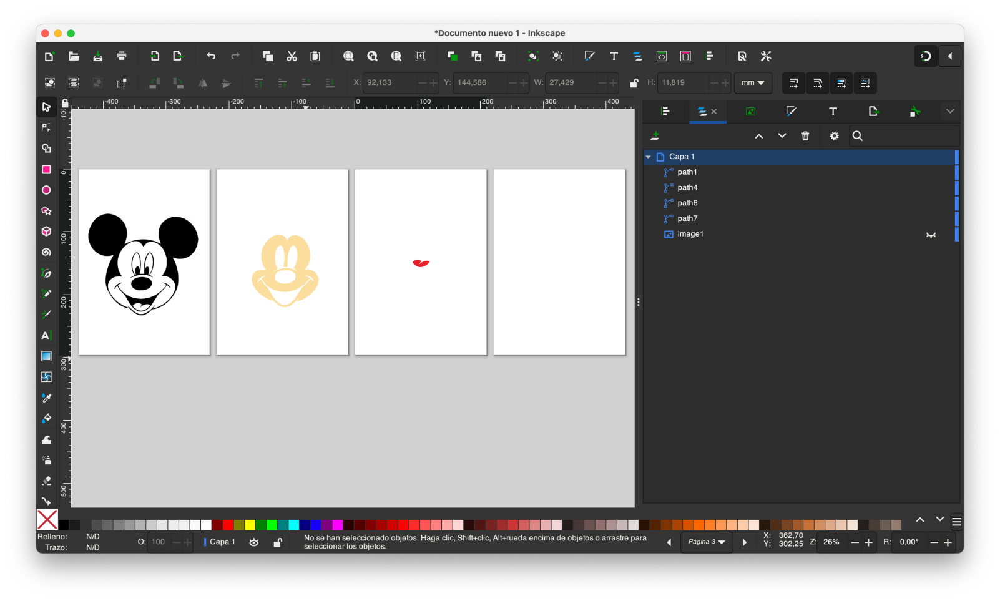 *Documento nuevo 1 - Inkscape
X: 92,133 Y: 144,586 W: 27,429 H: 11,819 mm
-400 -300 -200 -100 0 100 200 300 400
-100
0
100
200
300
400
500
Capa 1
path1
path4
path6
path7
image1
Relleno: N/D
Trazo: N/D
O: 100
Capa 1
No se han seleccionado objetos. Haga clic, Shift+clic, Alt+rueda encima de objetos o arrastre para
seleccionar los objetos.
Página 3
X: 362,70
Y: 302,25
Z: 26%
R: 0,00°